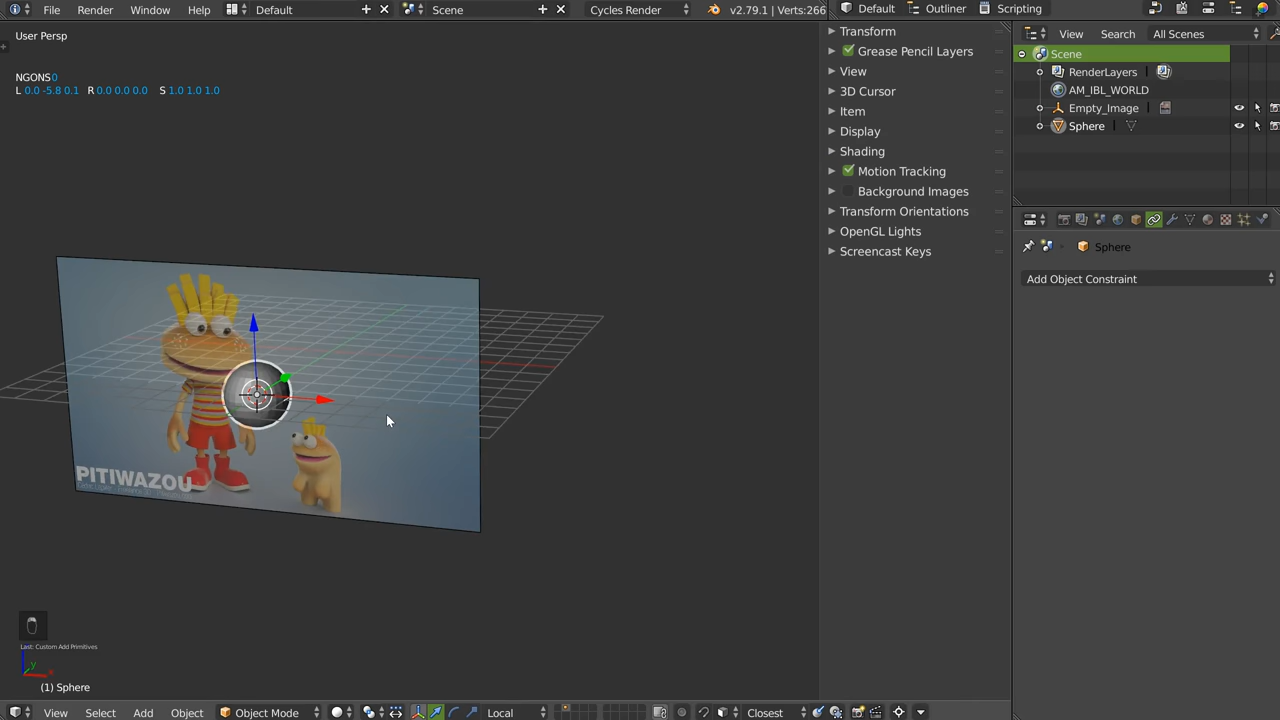 File Render Window Help Default Scene Cycles Render v2.79.1 | Verts:266 Default Outliner Scripting
User Persp
NGONS0
L 0.0 -5.8 0.1 R 0.0 0.0 0.0 S 1.0 1.0 1.0
Transform
Grease Pencil Layers
View
3D Cursor
Item
Display
Shading
Motion Tracking
Background Images
Transform Orientations
OpenGL Lights
Screencast Keys
View Search All Scenes
Scene
RenderLayers
AM_IBL_WORLD
Empty_Image
Sphere
Sphere
Add Object Constraint
PITIWAZOU
Last: Custom Add Primitives
z y x
(1) Sphere
View Select Add Object Object Mode Local Closest